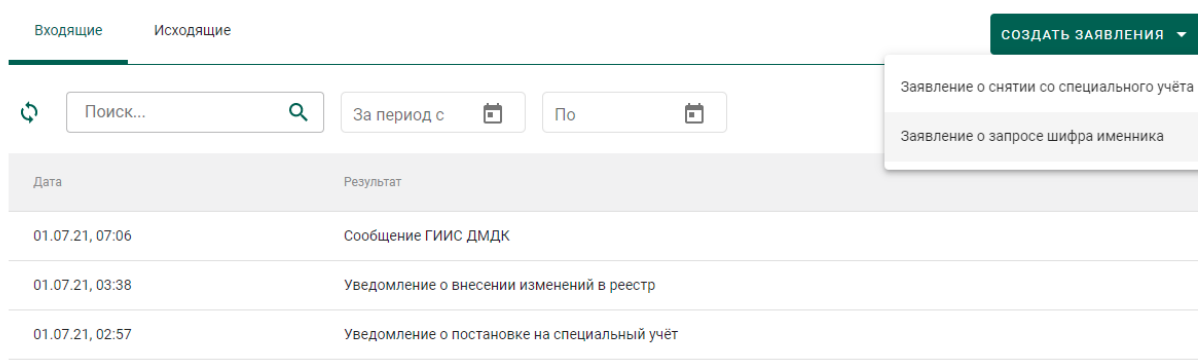 Входящие
Исходящие
СОЗДАТЬ ЗАЯВЛЕНИЯ
Заявление о снятии со специального учёта
Заявление о запросе шифра именника
Поиск...
За период с
По
Дата
Результат
01.07.21, 07:06
Сообщение ГИИС ДМДК
01.07.21, 03:38
Уведомление о внесении изменений в реестр
01.07.21, 02:57
Уведомление о постановке на специальный учёт